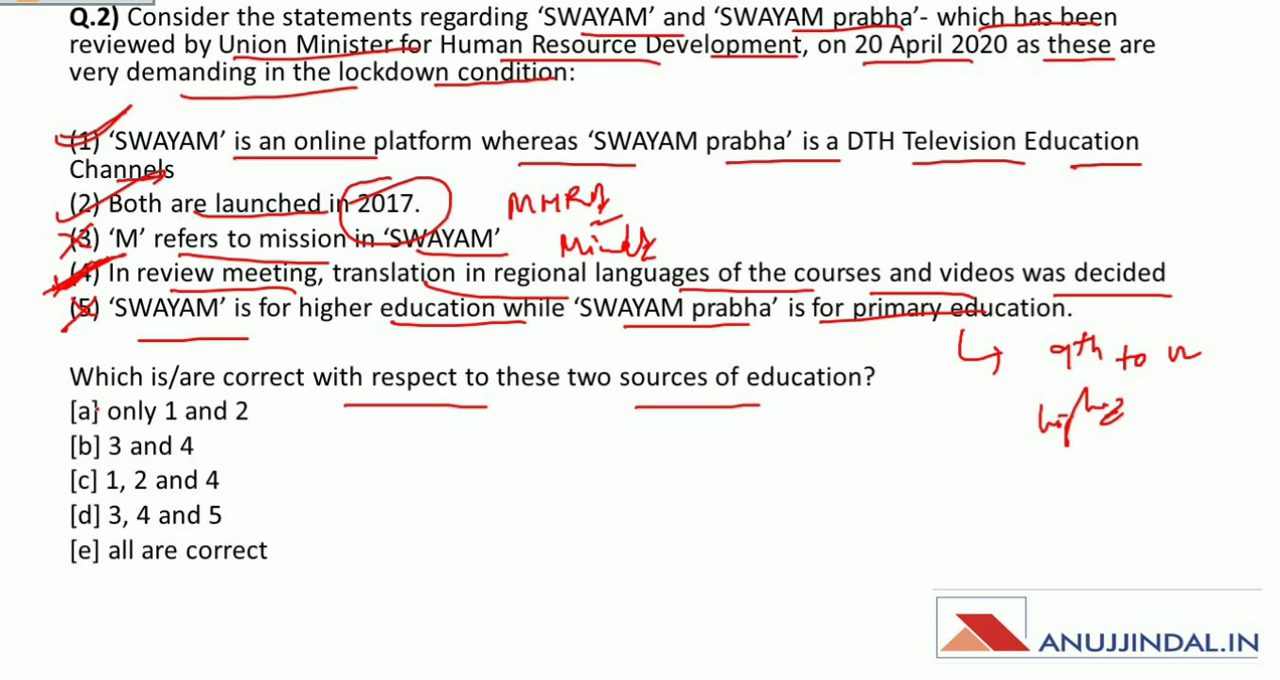 Q.2) Consider the statements regarding ‘SWAYAM’ and ‘SWAYAM prabha’- which has been
reviewed by Union Minister for Human Resource Development, on 20 April 2020 as these are
very demanding in the lockdown condition:
(1) ‘SWAYAM’ is an online platform whereas ‘SWAYAM prabha’ is a DTH Television Education
Channels
(2) Both are launched in 2017.
MHRD
(3) ‘M’ refers to mission in ‘SWAYAM’
(4) In review meeting, translation in regional languages of the courses and videos was decided
(5) ‘SWAYAM’ is for higher education while ‘SWAYAM prabha’ is for primary education.
9th to
Which is/are correct with respect to these two sources of education?
[a] only 1 and 2
[b] 3 and 4
[c] 1, 2 and 4
[d] 3, 4 and 5
[e] all are correct
ANUJJINDAL.IN